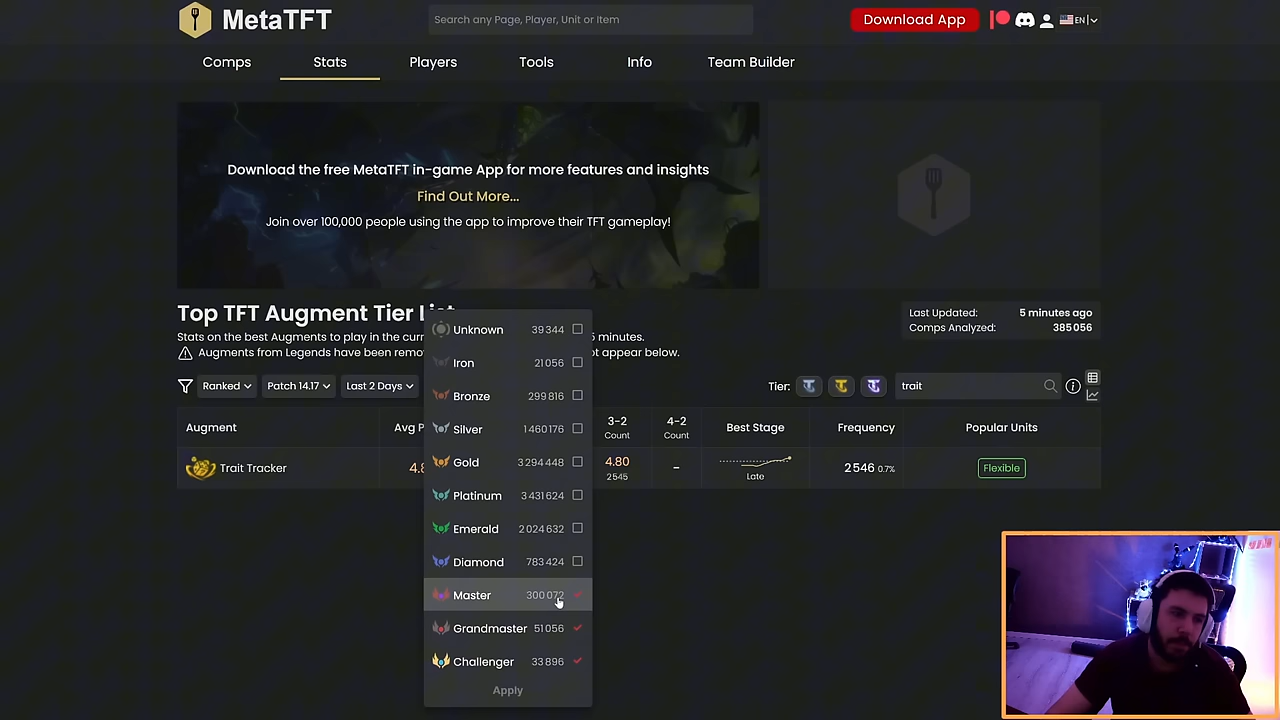 MetaTFT
Search any Page, Player, Unit or Item
Download App
EN
Comps
Stats
Players
Tools
Info
Team Builder
Download the free MetaTFT in-game App for more features and insights
Find Out More...
Join over 100,000 people using the app to improve their TFT gameplay!
Top TFT Augment Tier List
Stats on the best Augments to play in the curr
5 minutes.
Augments from Legends have been remo
ot appear below.
Last Updated: 5 minutes ago
Comps Analyzed: 385 056
Ranked
Patch 14.17
Last 2 Days
Tier:
trait
Augment
Avg P
3-2
Count
4-2
Count
Best Stage
Frequency
Popular Units
Trait Tracker
4.8
4.80
2545
–
Late
2 546 0.7%
Flexible
Unknown 39 344
Iron 21 056
Bronze 299 816
Silver 1 460 176
Gold 3 294 448
Platinum 3 431 624
Emerald 2 024 632
Diamond 783 424
Master 300 072
Grandmaster 51 056
Challenger 33 896
Apply